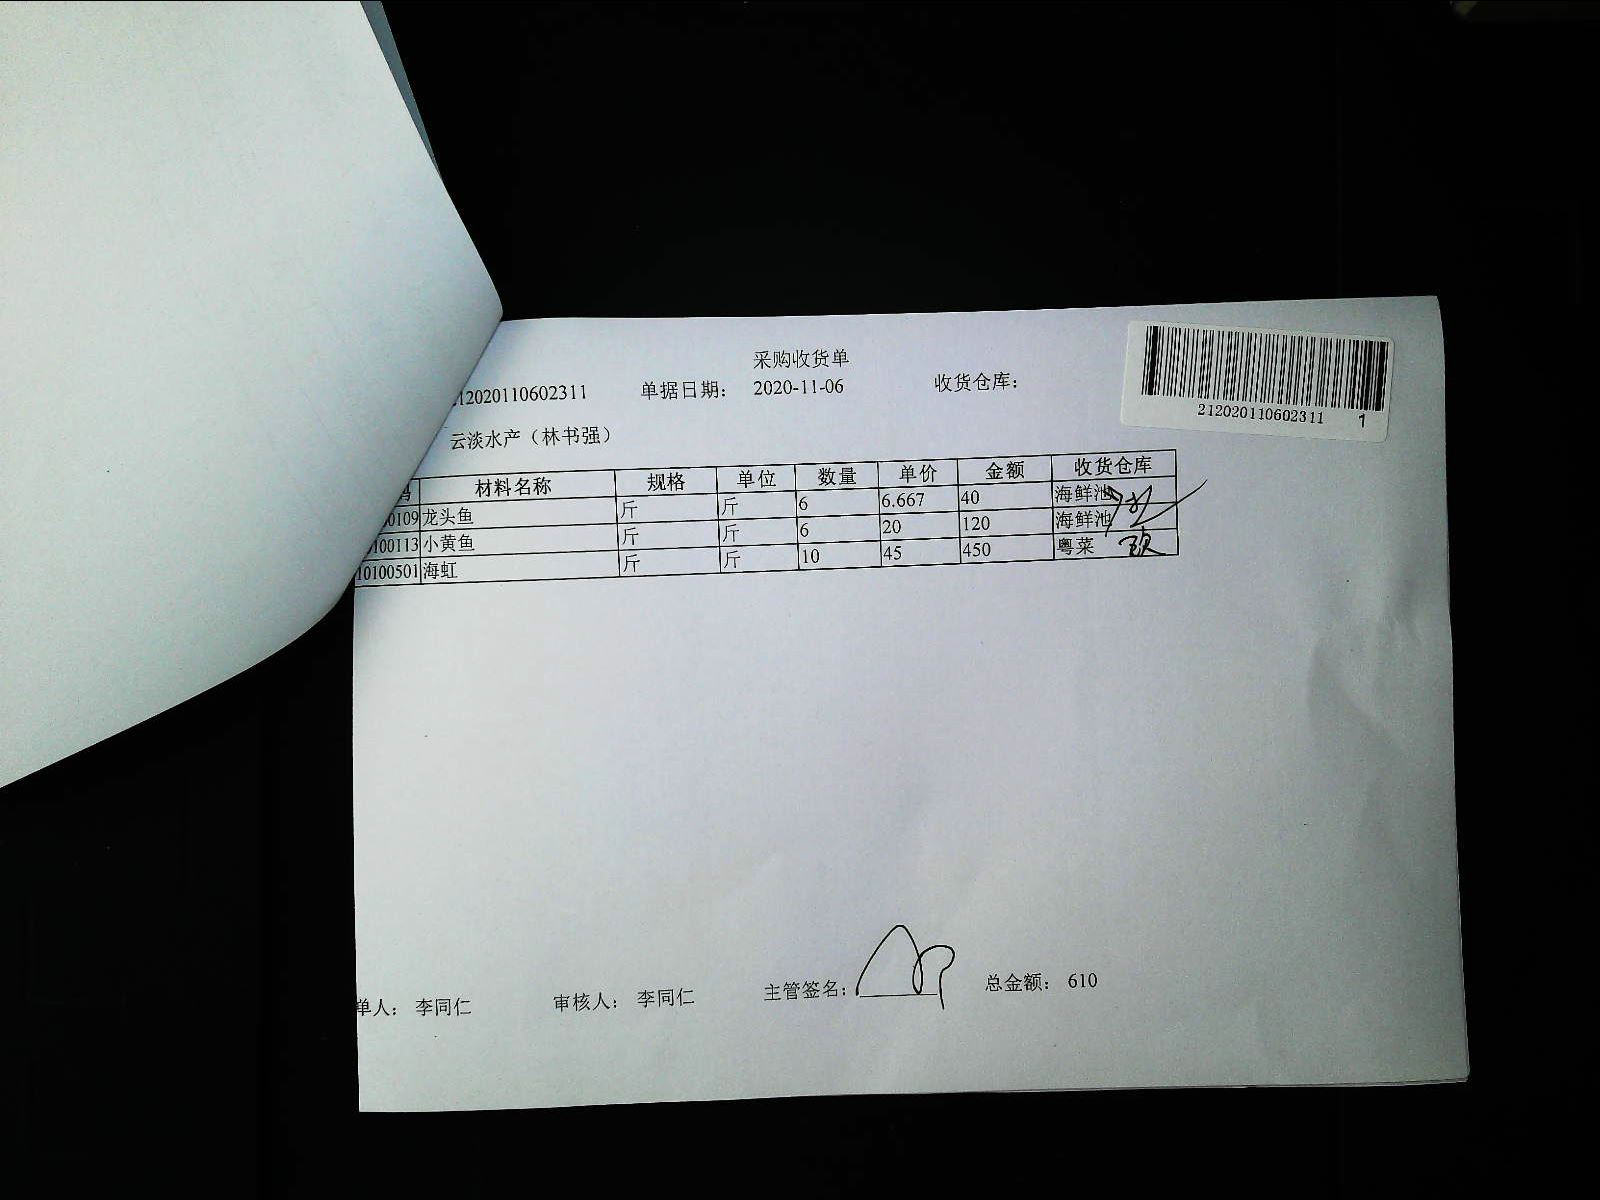 采购收货单
212020110602311 单据日期: 2020-11-06 收货仓库:
212020110602311 1
云淡水产（林书强）
码 材料名称 规格 单位 数量 单价 金额 收货仓库
00109 龙头鱼 斤 斤 6 6.667 40 海鲜池
100113 小黄鱼 斤 斤 6 20 120 海鲜池
10100501 海虹 斤 斤 10 45 450 粤菜
单人: 李同仁 审核人: 李同仁 主管签名: 总金额: 610